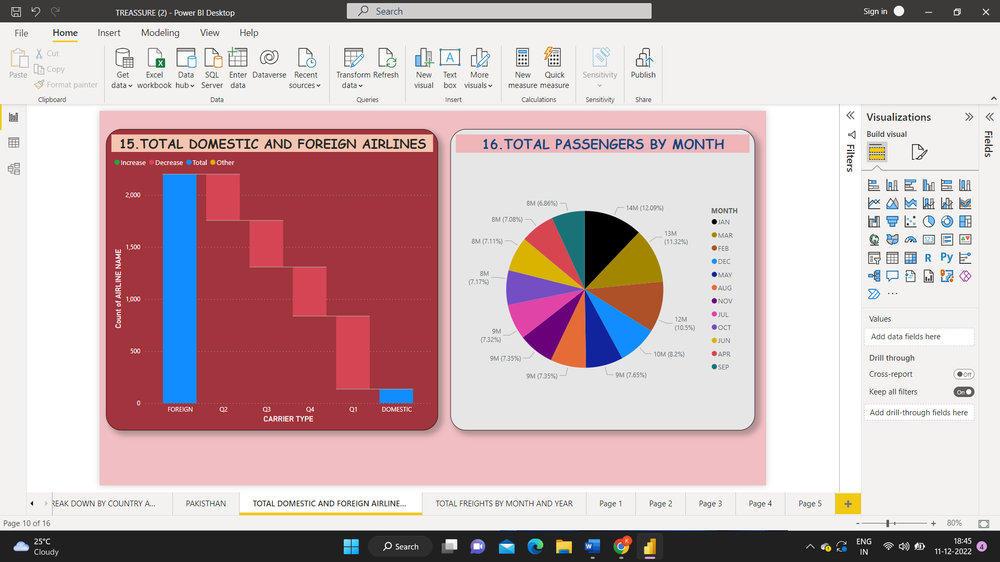 TREASSURE (2) - Power BI Desktop
Search
Sign in
File
Home
Insert
Modeling
View
Help
Paste
Cut
Copy
Format painter
Clipboard
Get data
Excel workbook
Data hub
SQL Server
Enter data
Dataverse
Recent sources
Data
Transform data
Refresh
Queries
New visual
Text box
More visuals
Insert
New measure
Quick measure
Calculations
Sensitivity
Sensitivity
Publish
Share
15.TOTAL DOMESTIC AND FOREIGN AIRLINES
Increase Decrease Total Other
2,000
1,500
1,000
500
0
Count of AIRLINE NAME
FOREIGN Q2 Q3 Q4 Q1 DOMESTIC
CARRIER TYPE
16.TOTAL PASSENGERS BY MONTH
14M (12.09%)
13M
(11.32%)
12M
(10.5%)
10M (8.2%)
9M (7.65%)
9M (7.35%)
9M (7.35%)
9M
(7.32%)
8M
(7.17%)
8M (7.11%)
8M (7.08%)
8M (6.86%)
MONTH
JAN
MAR
FEB
DEC
MAY
AUG
NOV
JUL
OCT
JUN
APR
SEP
Filters
Visualizations
Build visual
123
R
Py
Values
Add data fields here
Drill through
Cross-report
Off
Keep all filters
On
Add drill-through fields here
Fields
REAK DOWN BY COUNTRY A...
PAKISTHAN
TOTAL DOMESTIC AND FOREIGN AIRLINE...
TOTAL FREIGHTS BY MONTH AND YEAR
Page 1
Page 2
Page 3
Page 4
Page 5
Page 10 of 16
- + 80%
25°C
Cloudy
Search
K
ENG
IN
18:45
11-12-2022
4